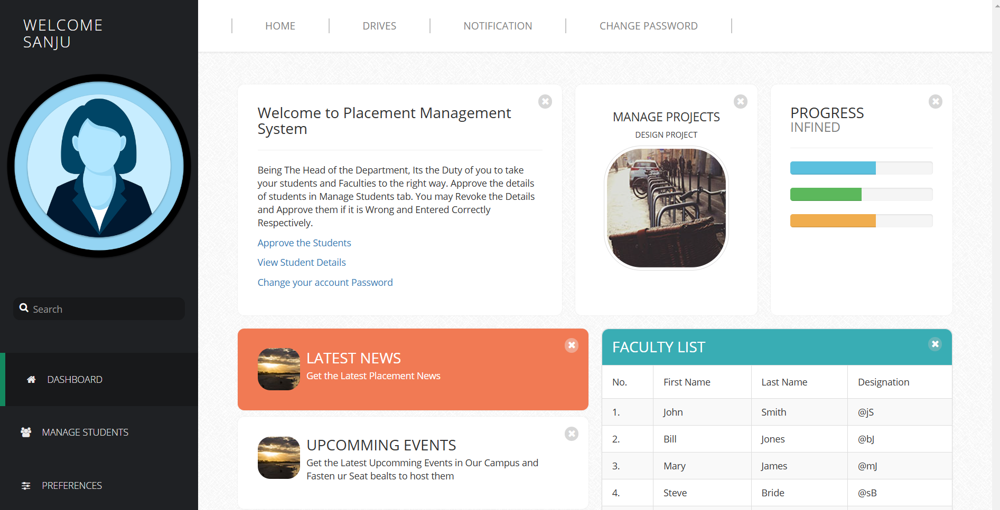 WELCOME
SANJU
HOME
DRIVES
NOTIFICATION
CHANGE PASSWORD
Search
DASHBOARD
MANAGE STUDENTS
PREFERENCES
Welcome to Placement Management
System
Being The Head of the Department, Its the Duty of you to take
your students and Faculties to the right way. Approve the details
of students in Manage Students tab. You may Revoke the Details
and Approve them if it is Wrong and Entered Correctly
Respectively.
Approve the Students
View Student Details
Change your account Password
MANAGE PROJECTS
DESIGN PROJECT
PROGRESS
INFINED
LATEST NEWS
Get the Latest Placement News
UPCOMMING EVENTS
Get the Latest Upcomming Events in Our Campus and
Fasten ur Seat bealts to host them
FACULTY LIST
No. First Name Last Name Designation
1. John Smith @jS
2. Bill Jones @bJ
3. Mary James @mJ
4. Steve Bride @sB